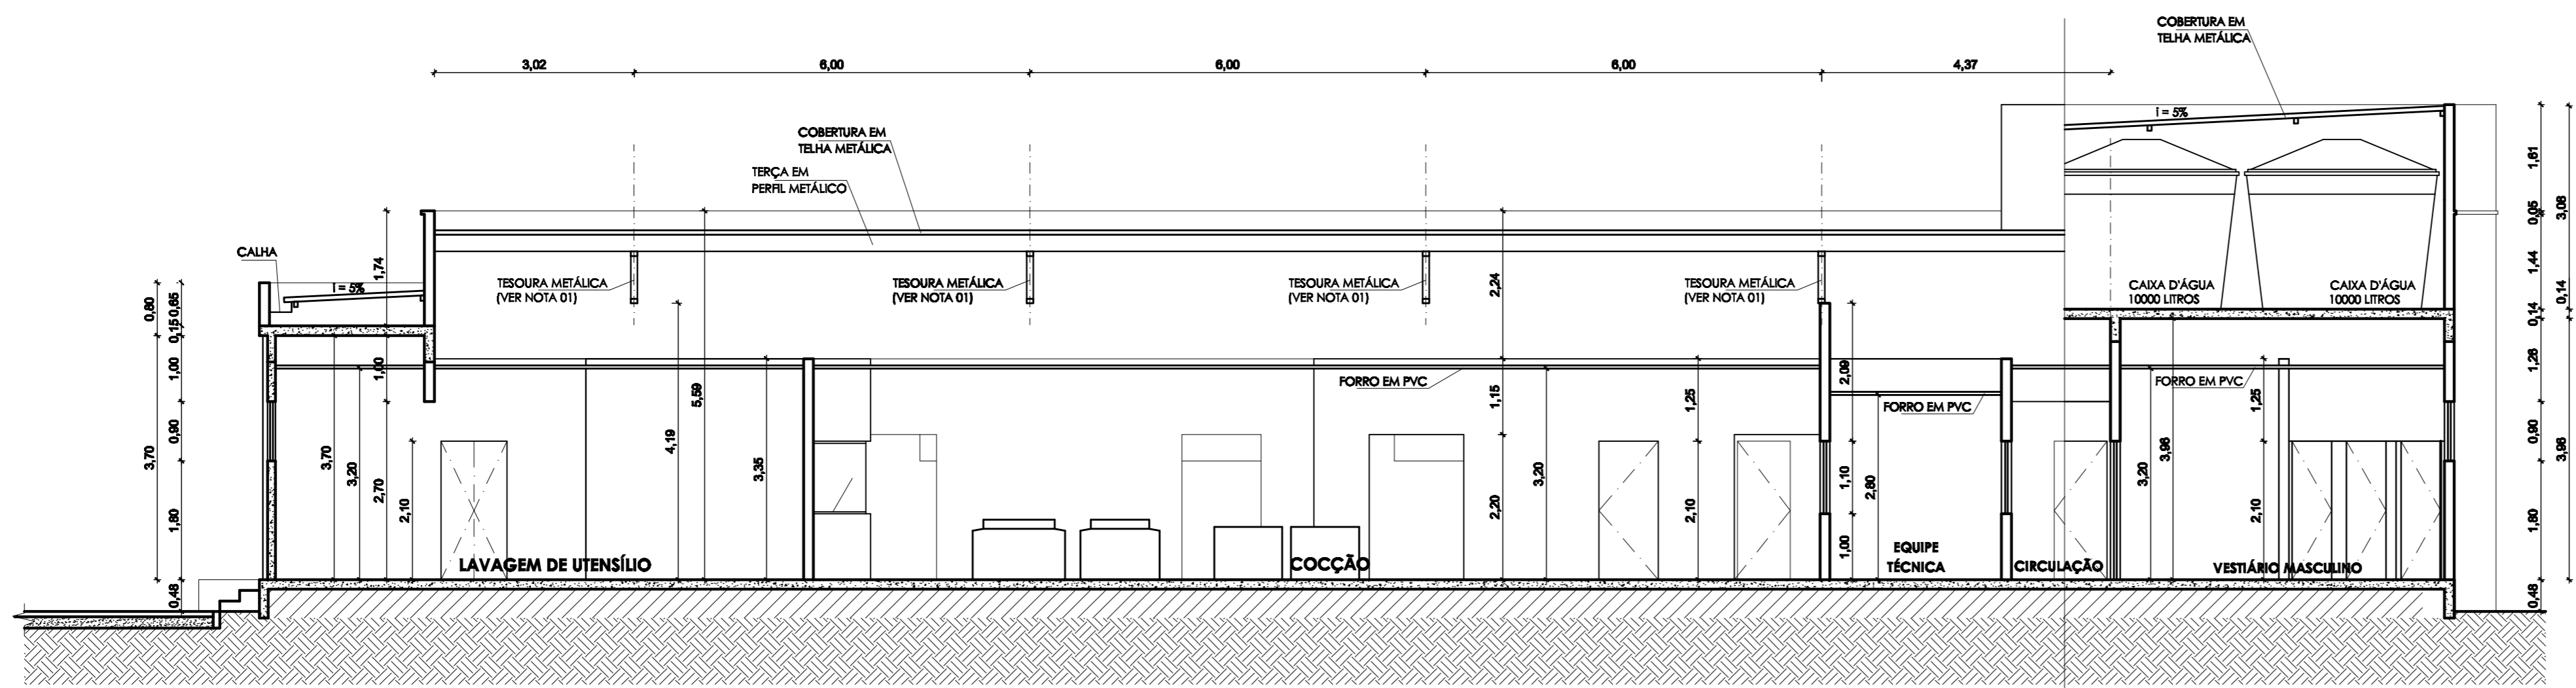 COBERTURA EM
TELHA METÁLICA
3,02
6,00
6,00
6,00
4,37
i = 5%
COBERTURA EM
TELHA METÁLICA
TERÇA EM
PERFIL METÁLICO
CALHA
i = 5%
TESOURA METÁLICA
(VER NOTA 01)
TESOURA METÁLICA
(VER NOTA 01)
TESOURA METÁLICA
(VER NOTA 01)
TESOURA METÁLICA
(VER NOTA 01)
CAIXA D'ÁGUA
10000 LITROS
CAIXA D'ÁGUA
10000 LITROS
0,80
3,70
0,65
0,15
1,00
0,90
1,80
0,48
3,70
3,20
1,74
1,00
2,70
2,10
5,59
4,19
3,35
2,24
1,15
2,20
3,20
1,25
2,10
2,09
1,10
1,00
2,80
3,20
3,96
1,25
2,10
1,61
0,05
1,44
0,14
1,26
0,90
1,80
0,48
3,08
0,14
3,96
FORRO EM PVC
FORRO EM PVC
FORRO EM PVC
LAVAGEM DE UTENSÍLIO
COCÇÃO
EQUIPE
TÉCNICA
CIRCULAÇÃO
VESTIÁRIO MASCULINO